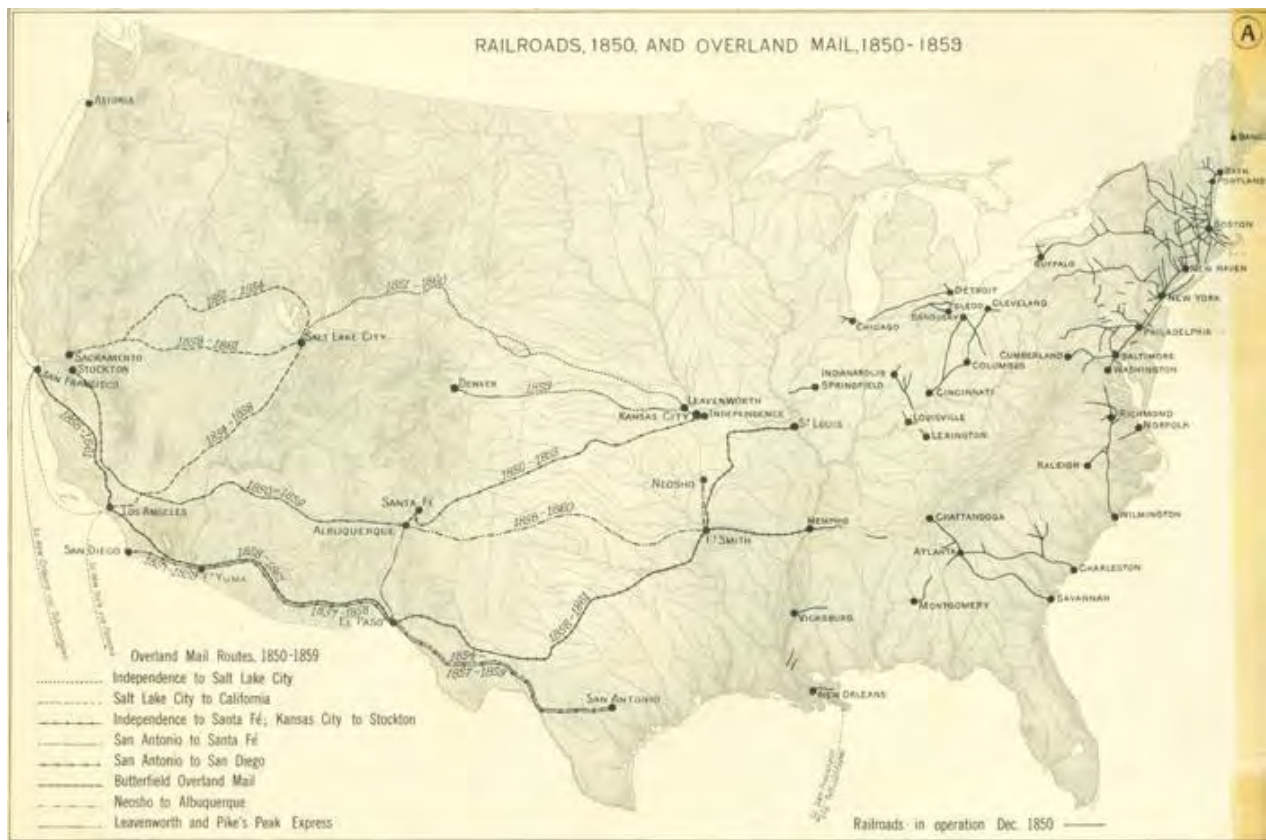 RAILROADS, 1850, AND OVERLAND MAIL, 1850-1859
A
ASTORIA
BATH
PORTLAND
BOSTON
BUFFALO
NEW HAVEN
DETROIT
TOLEDO
CLEVELAND
SANDUSKY
NEW YORK
CHICAGO
PHILADELPHIA
SALT LAKE CITY
SACRAMENTO
STOCKTON
SAN FRANCISCO
CUMBERLAND
BALTIMORE
WASHINGTON
COLUMBUS
INDIANAPOLIS
SPRINGFIELD
CINCINNATI
DENVER
1859
LEAVENWORTH
KANSAS CITY
INDEPENDENCE
ST LOUIS
LOUISVILLE
LEXINGTON
RICHMOND
NORFOLK
RALEIGH
NEOSHO
SANTA FÉ
LOS ANGELES
ALBUQUERQUE
FT SMITH
MEMPHIS
CHATTANOOGA
WILMINGTON
SAN DIEGO
FT YUMA
ATLANTA
CHARLESTON
EL PASO
1858-1861
VICKSBURG
MONTGOMERY
SAVANNAH
1854-
1857-1859
SAN ANTONIO
NEW ORLEANS
Overland Mail Routes, 1850-1859
Independence to Salt Lake City
Salt Lake City to California
Independence to Santa Fé; Kansas City to Stockton
San Antonio to Santa Fé
San Antonio to San Diego
Butterfield Overland Mail
Neosho to Albuquerque
Leavenworth and Pike's Peak Express
Railroads in operation Dec. 1850